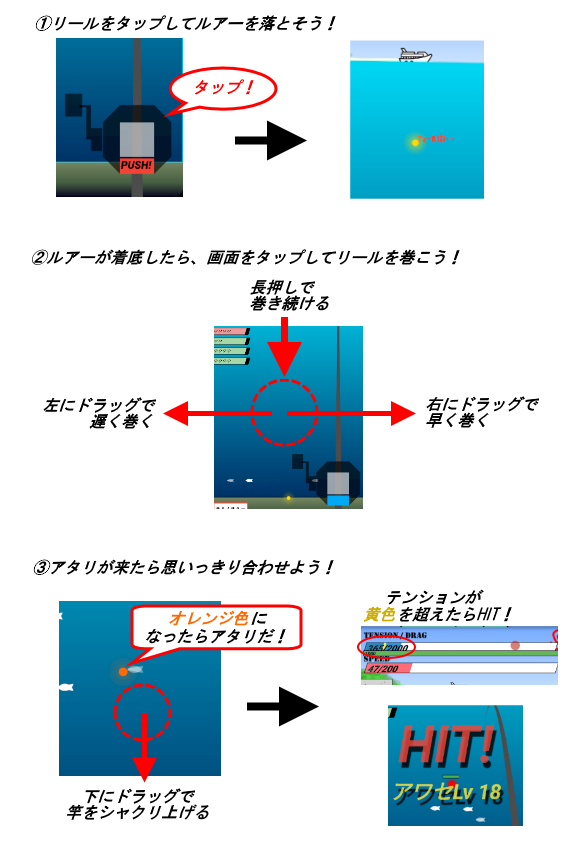 ①リールをタップしてルアーを落とそう！
タップ！
PUSH!
②ルアーが着底したら、画面をタップしてリールを巻こう！
長押しで
巻き続ける
左にドラッグで
遅く巻く
右にドラッグで
早く巻く
③アタリが来たら思いっきり合わせよう！
オレンジ色に
なったらアタリだ！
下にドラッグで
竿をシャクリ上げる
テンションが
黄色を超えたらHIT！
TENSION / DRAG
365/2000
SPEED
47/200
HIT!
アワセLv 18